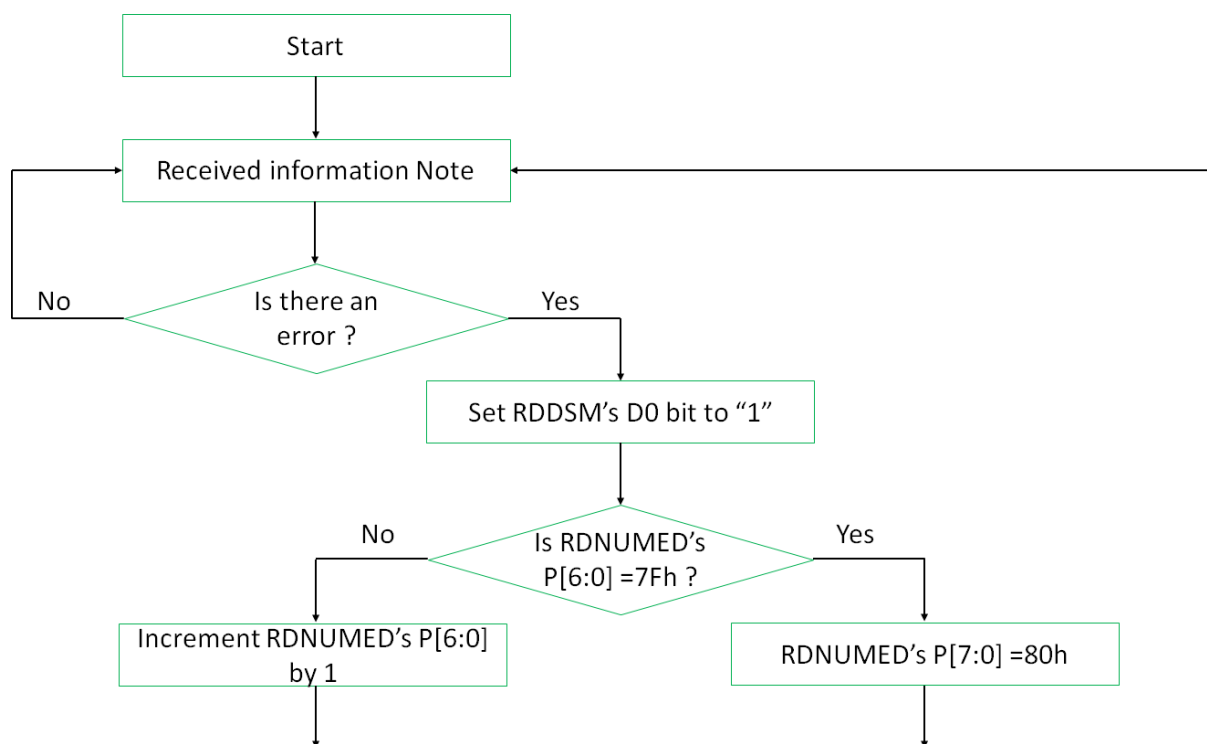 Start
Received information Note
No
Is there an
error ?
Yes
Set RDDSM’s D0 bit to “1”
No
Is RDNUMED’s
P[6:0] =7Fh ?
Yes
Increment RDNUMED’s P[6:0]
by 1
RDNUMED’s P[7:0] =80h